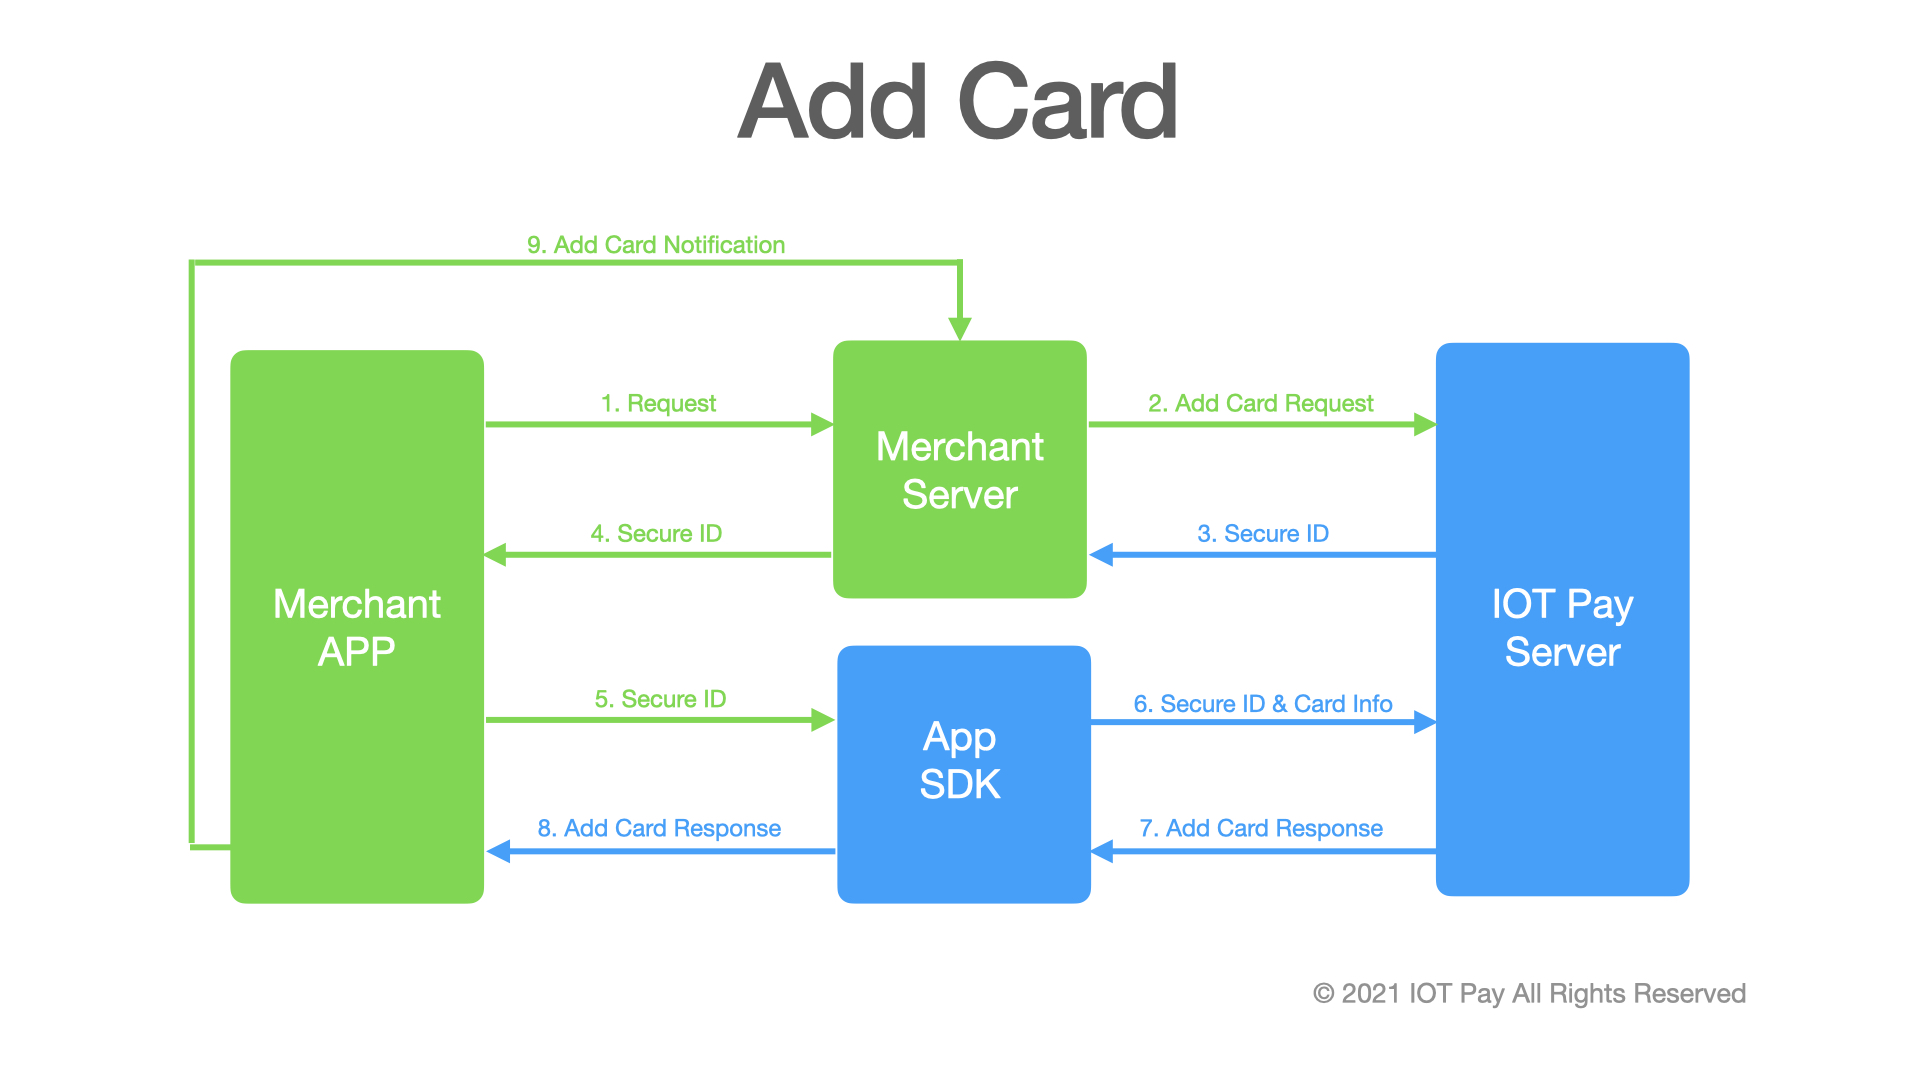 Add Card
9. Add Card Notification
1. Request
2. Add Card Request
Merchant
Server
4. Secure ID
3. Secure ID
Merchant
APP
IOT Pay
Server
5. Secure ID
6. Secure ID & Card Info
App
SDK
8. Add Card Response
7. Add Card Response
© 2021 IOT Pay All Rights Reserved